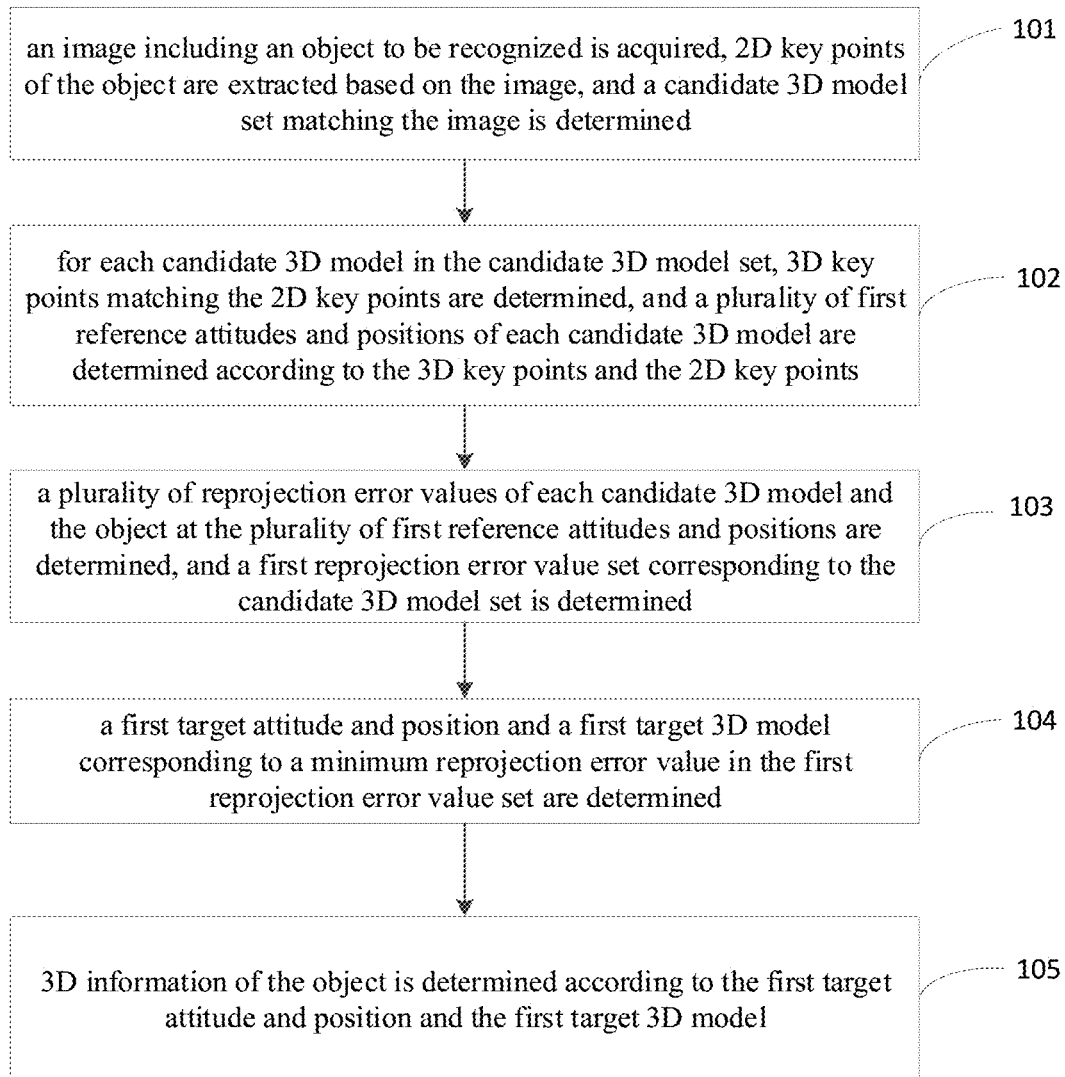 an image including an object to be recognized is acquired, 2D key points
of the object are extracted based on the image, and a candidate 3D model
set matching the image is determined
101
for each candidate 3D model in the candidate 3D model set, 3D key
points matching the 2D key points are determined, and a plurality of first
reference attitudes and positions of each candidate 3D model are
determined according to the 3D key points and the 2D key points
102
a plurality of reprojection error values of each candidate 3D model and
the object at the plurality of first reference attitudes and positions are
determined, and a first reprojection error value set corresponding to the
candidate 3D model set is determined
103
a first target attitude and position and a first target 3D model
corresponding to a minimum reprojection error value in the first
reprojection error value set are determined
104
3D information of the object is determined according to the first target
attitude and position and the first target 3D model
105